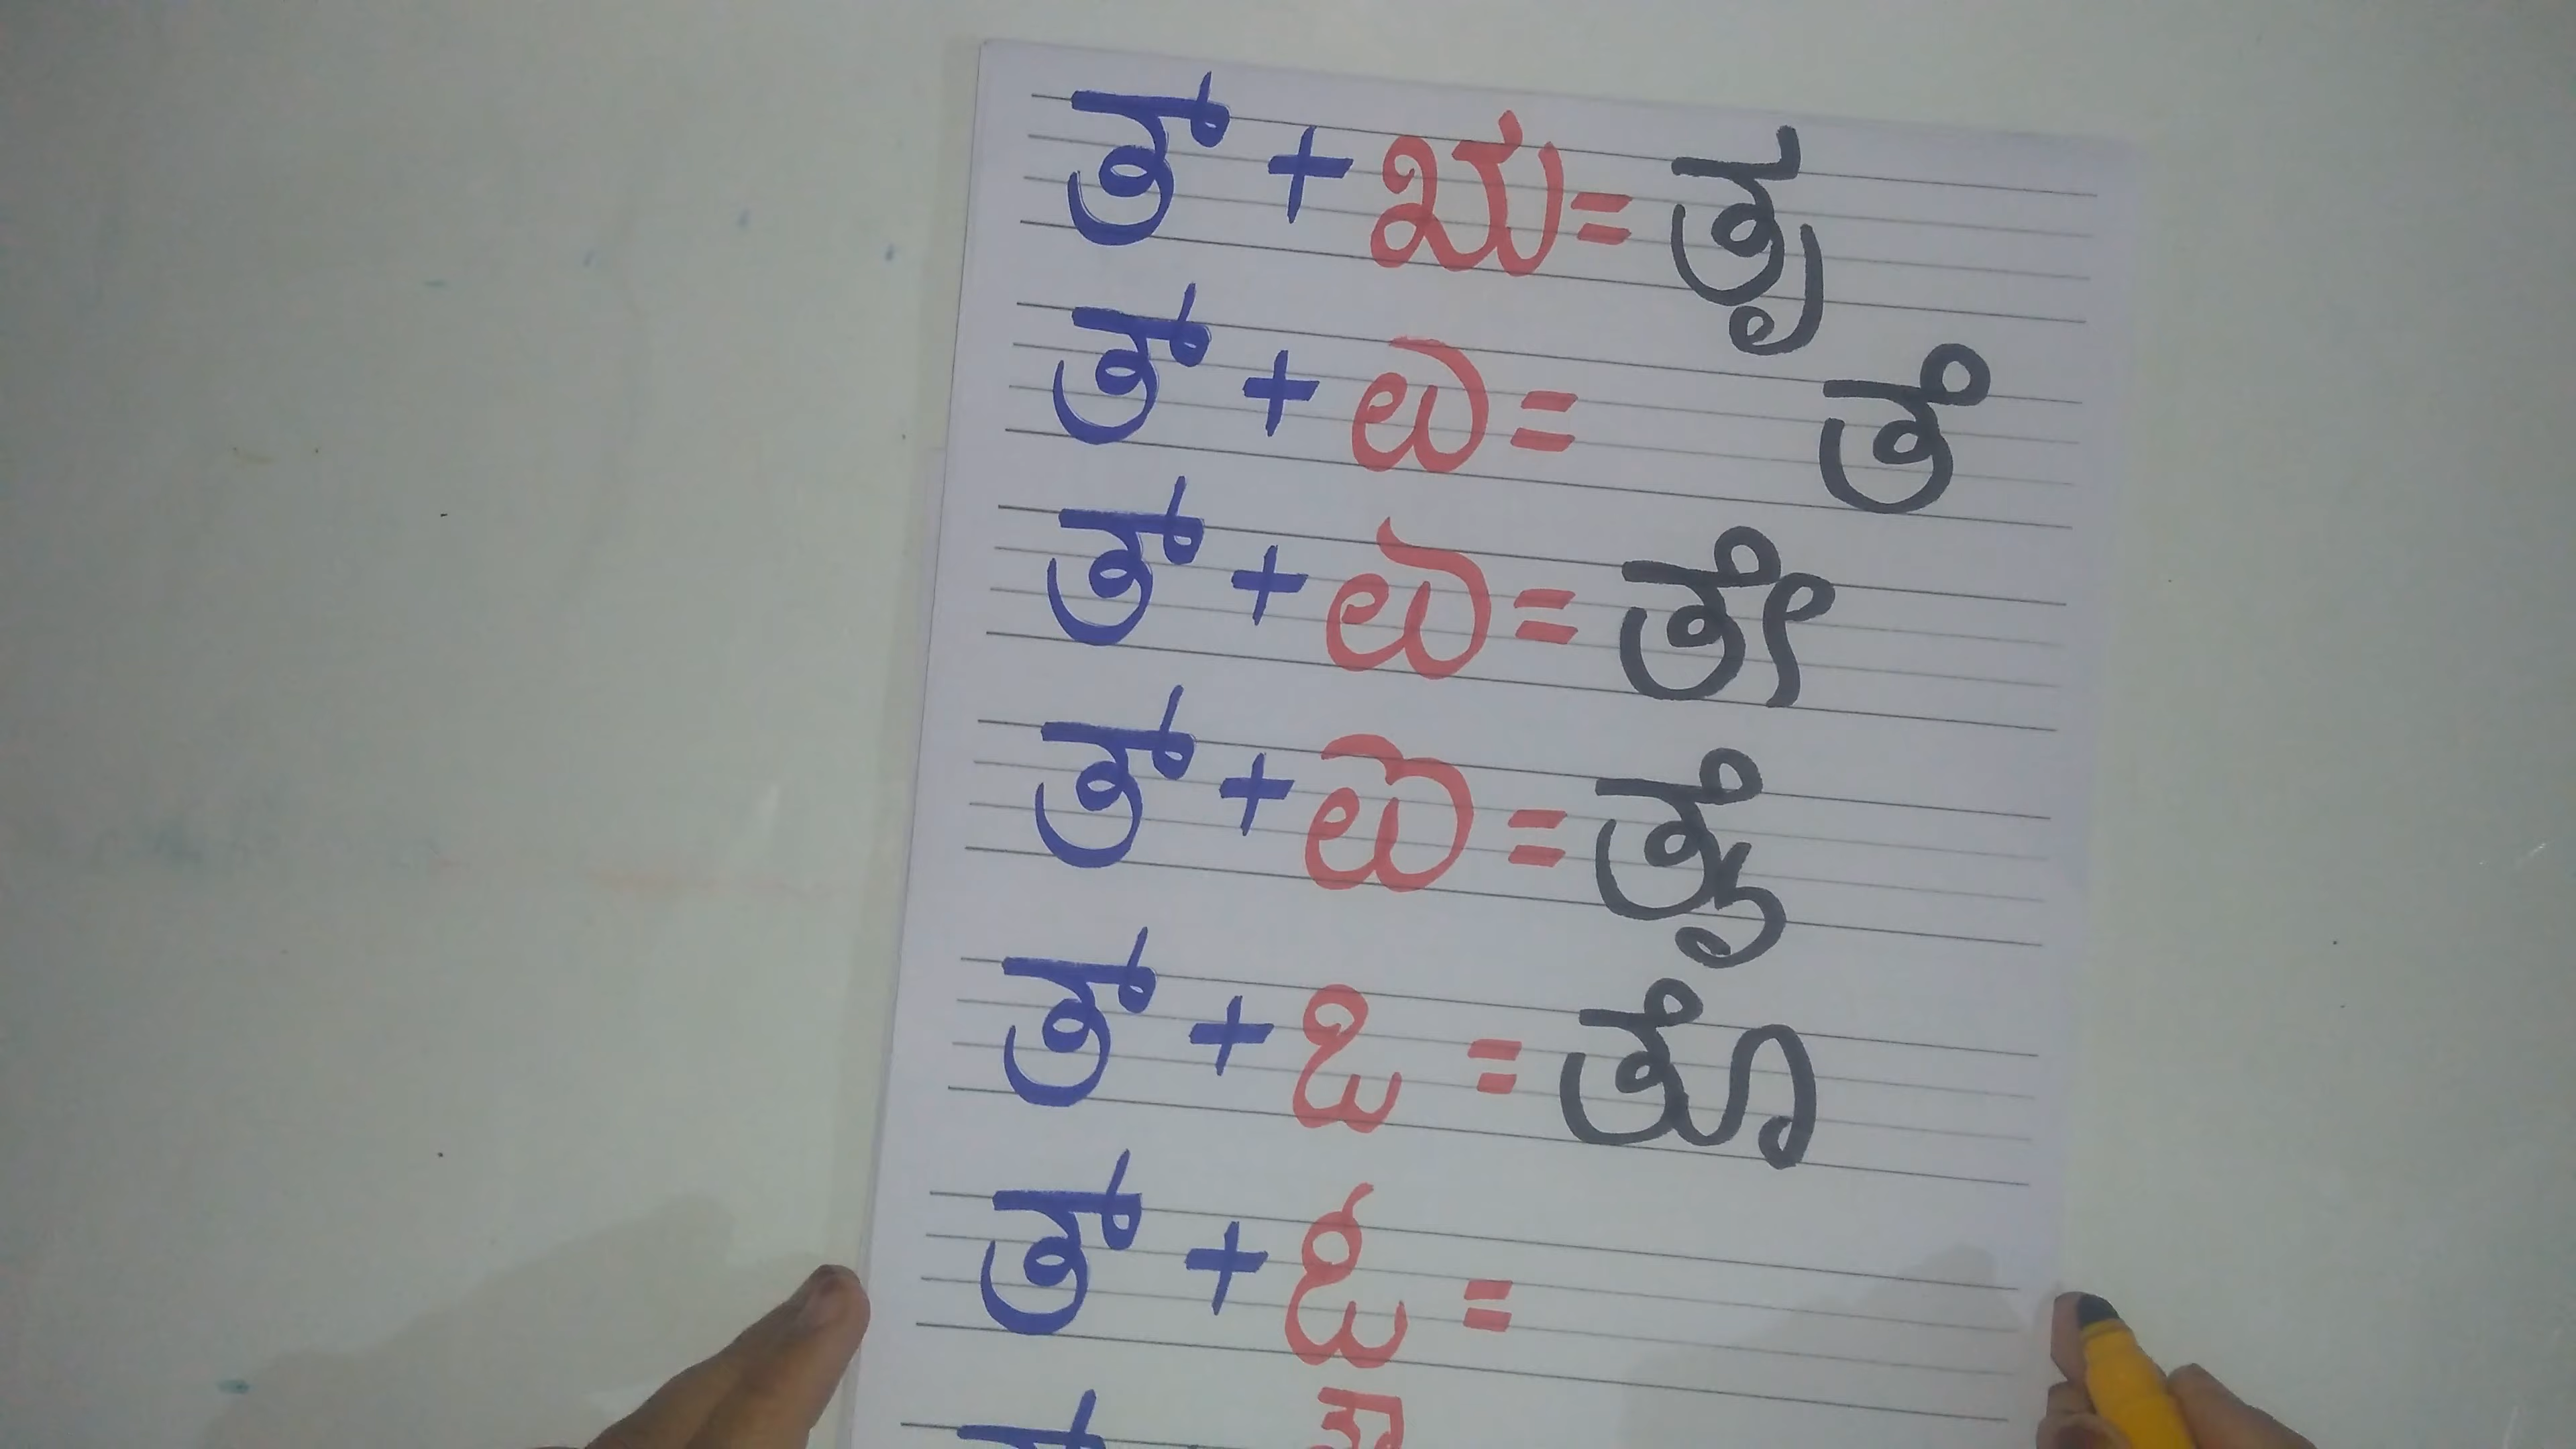 ತ್ + ಋ = ತೃ
ತ್ + ಎ = ತೆ
ತ್ + ಏ = ತೇ
ತ್ + ಐ = ತೈ
ತ್ + ಒ = ತೊ
ತ್ + ಓ =